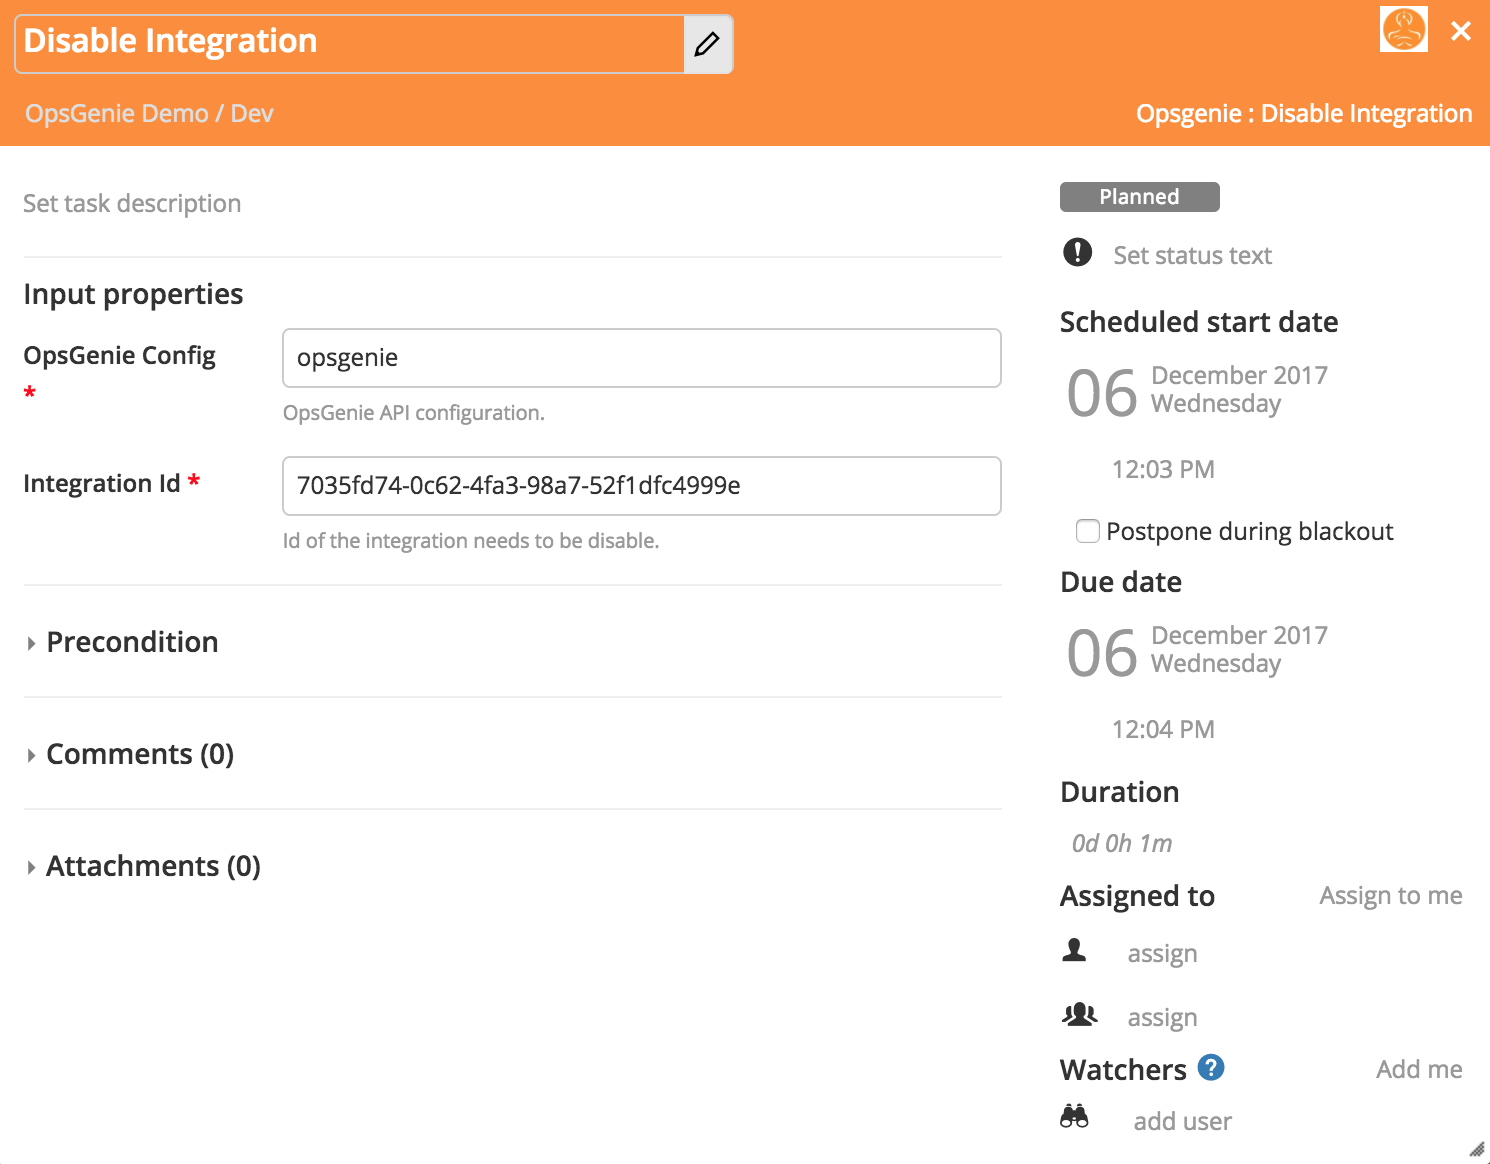 Disable Integration
OpsGenie Demo / Dev
Opsgenie : Disable Integration
Set task description
Input properties
OpsGenie Config *
opsgenie
OpsGenie API configuration.
Integration Id *
7035fd74-0c62-4fa3-98a7-52f1dfc4999e
Id of the integration needs to be disable.
Precondition
Comments (0)
Attachments (0)
Planned
Set status text
Scheduled start date
06
December 2017
Wednesday
12:03 PM
Postpone during blackout
Due date
06
December 2017
Wednesday
12:04 PM
Duration
0d 0h 1m
Assigned to
Assign to me
assign
assign
Watchers ?
Add me
add user